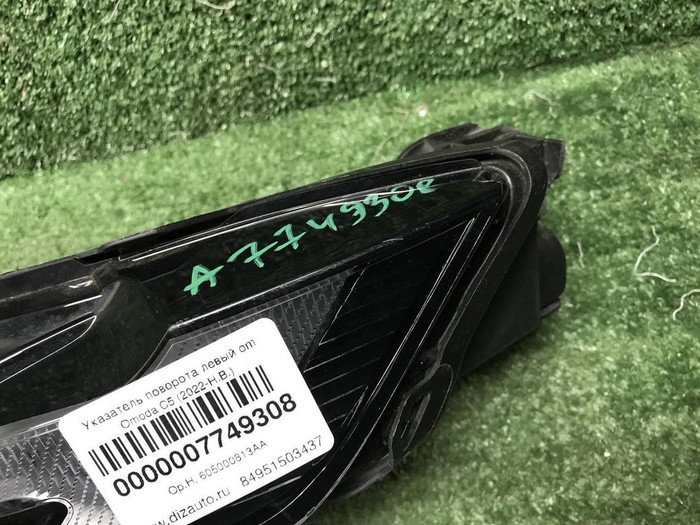 A7749308
Указатель поворота левый от
Omoda C5 (2022-Н.В.)
0000007749308
Ор.Н. 605000813AA
www.dizauto.ru 84951503437